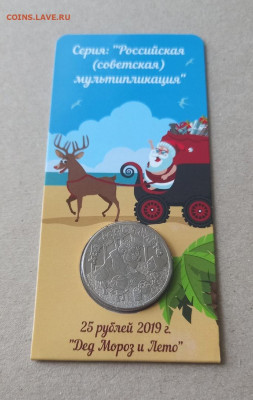 coins.lave.ru
Серия: "Российская
(советская)
мультипликация"
25 рублей 2019 г.
"Дед Мороз и Лето"